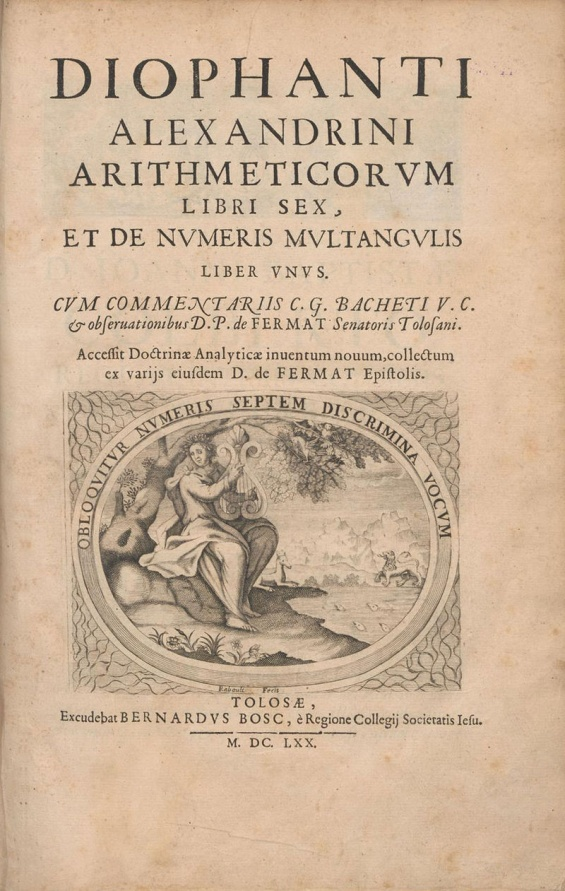 DIOPHANTI
ALEXANDRINI
ARITHMETICORVM
LIBRI SEX,
ET DE NVMERIS MVLTANGVLIS
LIBER VNVS.
CVM COMMENTARIIS C. G. BACHETI V. C.
& obſeruationibus D. P. de FERMAT Senatoris Toloſani.
Acceſſit Doctrinæ Analyticæ inuentum nouum, collectum
ex varijs eiuſdem D. de FERMAT Epiſtolis.
OBLOQVITVR NVMERIS SEPTEM DISCRIMINA VOCVM
Fecit
TOLOSÆ,
Excudebat BERNARDVS BOSC, è Regione Collegij Societatis Ieſu.
M. DC. LXX.